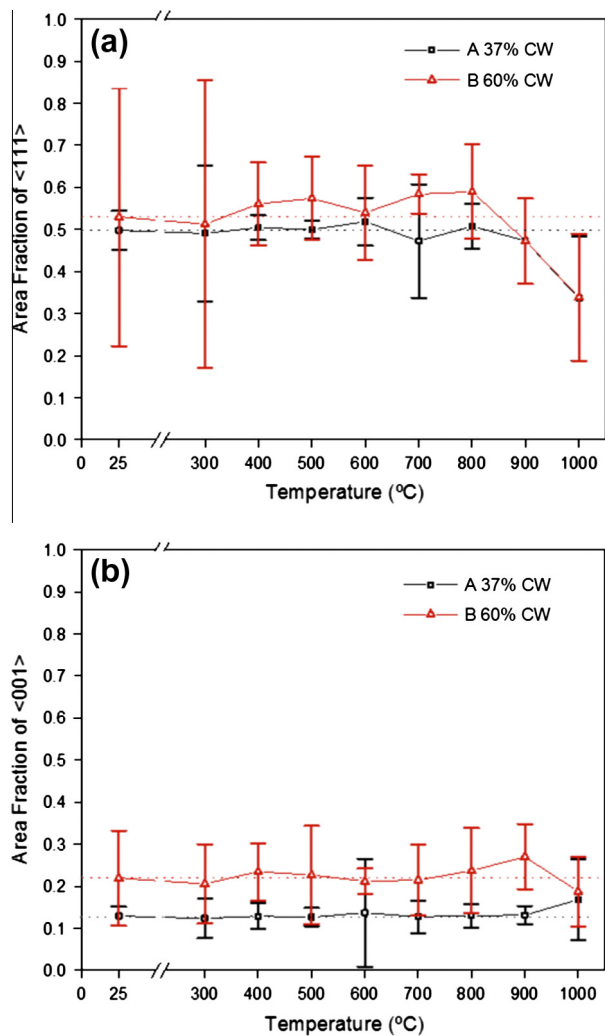 (a)
A 37% CW
B 60% CW
Area Fraction of <111>
1.0
0.9
0.8
0.7
0.6
0.5
0.4
0.3
0.2
0.1
0.0
0 25 300 400 500 600 700 800 900 1000
Temperature (ºC)
(b)
A 37% CW
B 60% CW
Area Fraction of <001>
1.0
0.9
0.8
0.7
0.6
0.5
0.4
0.3
0.2
0.1
0.0
0 25 300 400 500 600 700 800 900 1000
Temperature (ºC)